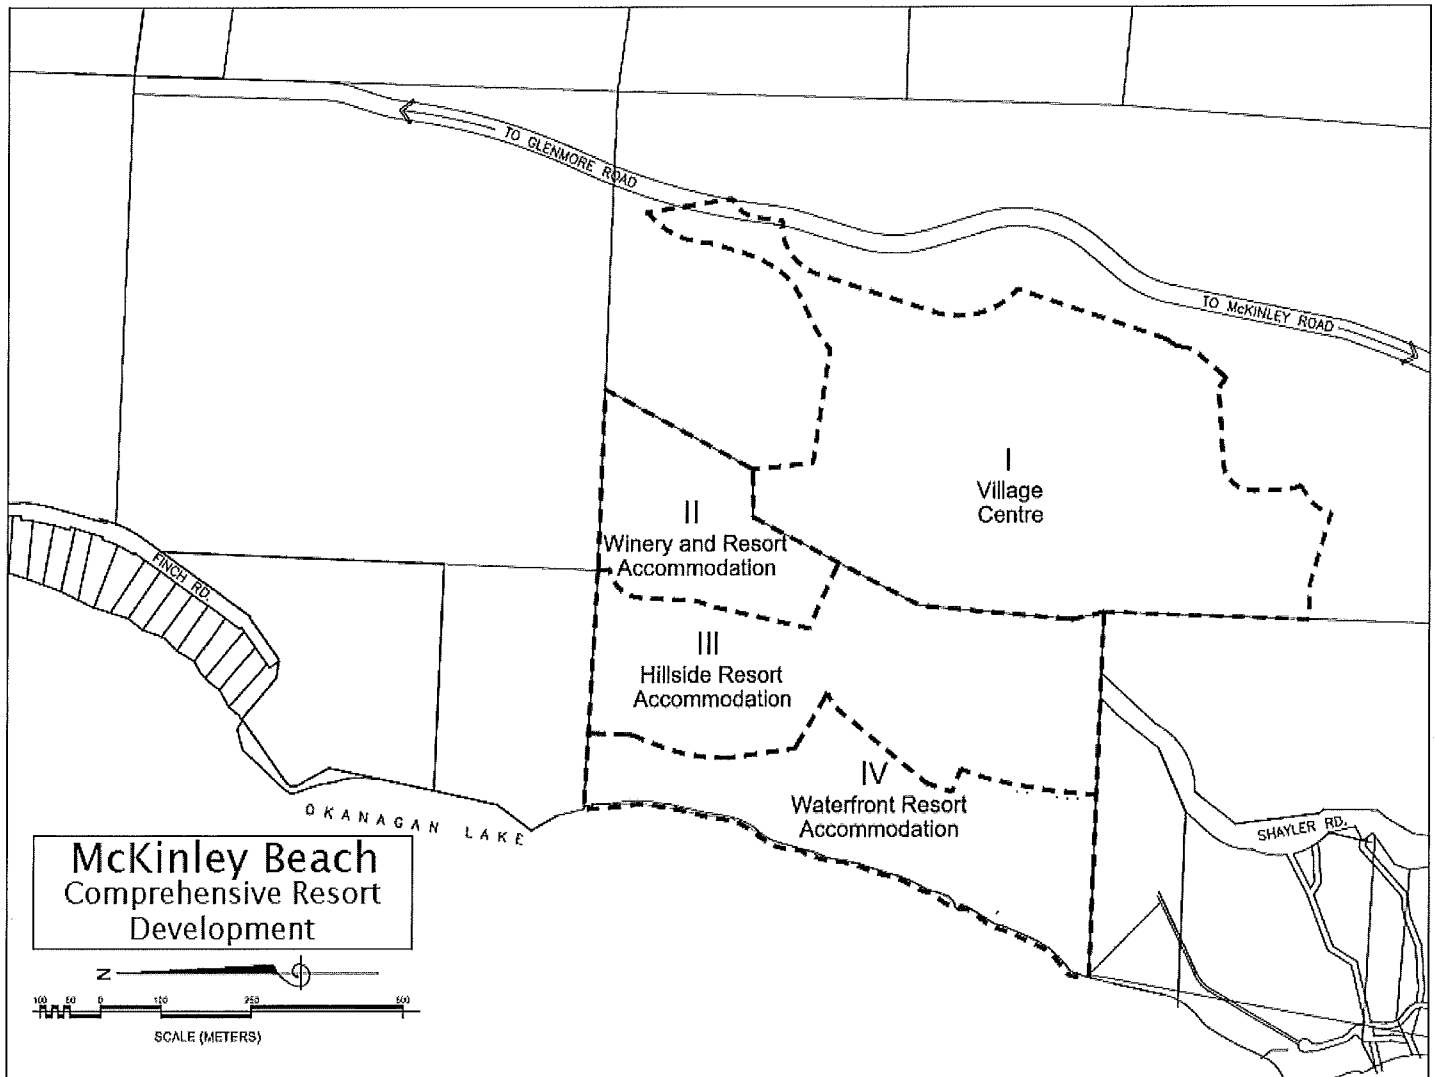 TO GLENMORE ROAD
TO McKINLEY ROAD
I
Village
Centre
II
Winery and Resort
Accommodation
FINCH RD.
III
Hillside Resort
Accommodation
IV
Waterfront Resort
Accommodation
SHAYLER RD.
OKANAGAN LAKE
McKinley Beach
Comprehensive Resort
Development
N
100 50 0 100 250 500
SCALE (METERS)